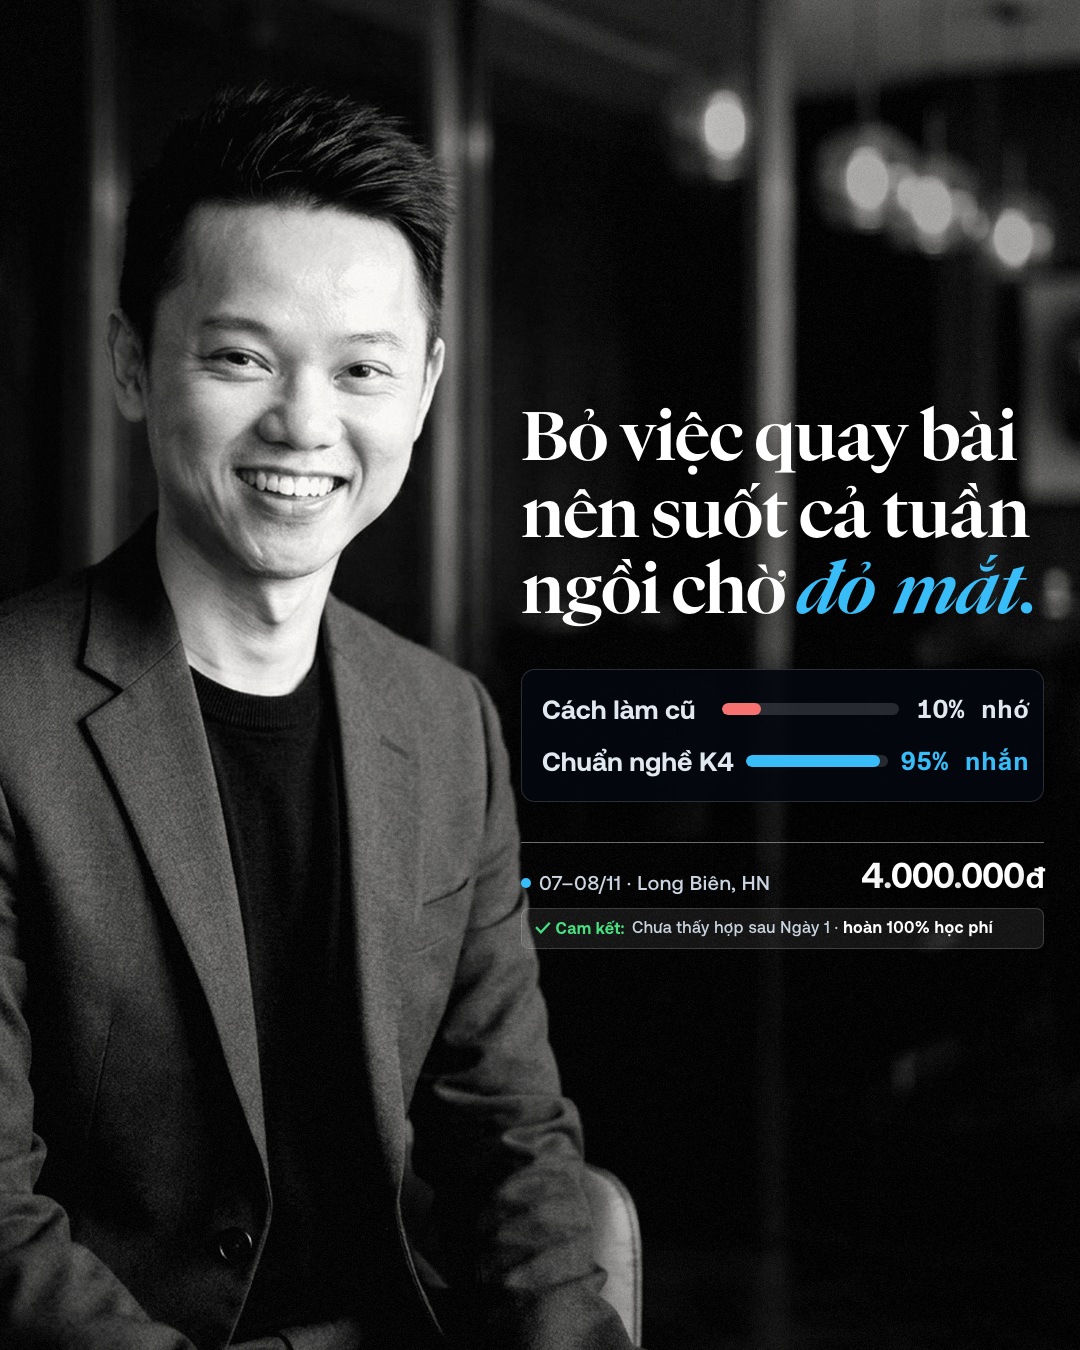 Bỏ việc quay bài
nên suốt cả tuần
ngồi chờ đỏ mắt.
Cách làm cũ 10% nhớ
Chuẩn nghề K4 95% nhắn
07–08/11 · Long Biên, HN 4.000.000đ
✓ Cam kết: Chưa thấy hợp sau Ngày 1 · hoàn 100% học phí